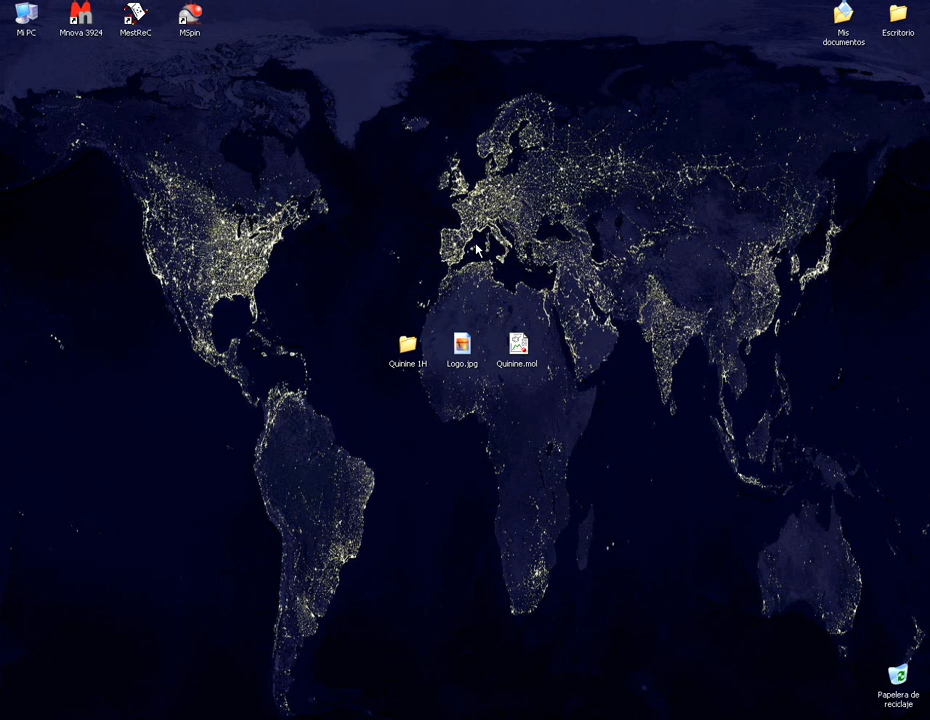 Mi PC
Mnova 3924
MestReC
MSpin
Mis
documentos
Escritorio
Quinine 1H
Logo.jpg
Quinine.mol
Papelera de
reciclaje